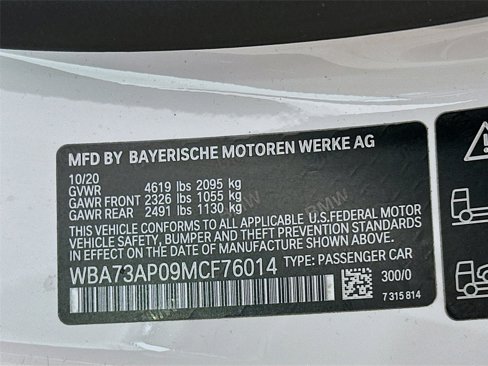 MFD BY BAYERISCHE MOTOREN WERKE AG
10/20
GVWR 4619 lbs 2095 kg
GAWR FRONT 2326 lbs 1055 kg
GAWR REAR 2491 lbs 1130 kg
THIS VEHICLE CONFORMS TO ALL APPLICABLE U.S.FEDERAL MOTOR
VEHICLE SAFETY, BUMPER, AND THEFT PREVENTION STANDARDS
IN EFFECT ON THE DATE OF MANUFACTURE SHOWN ABOVE.
WBA73AP09MCF76014 TYPE: PASSENGER CAR
300/0
7 315 814